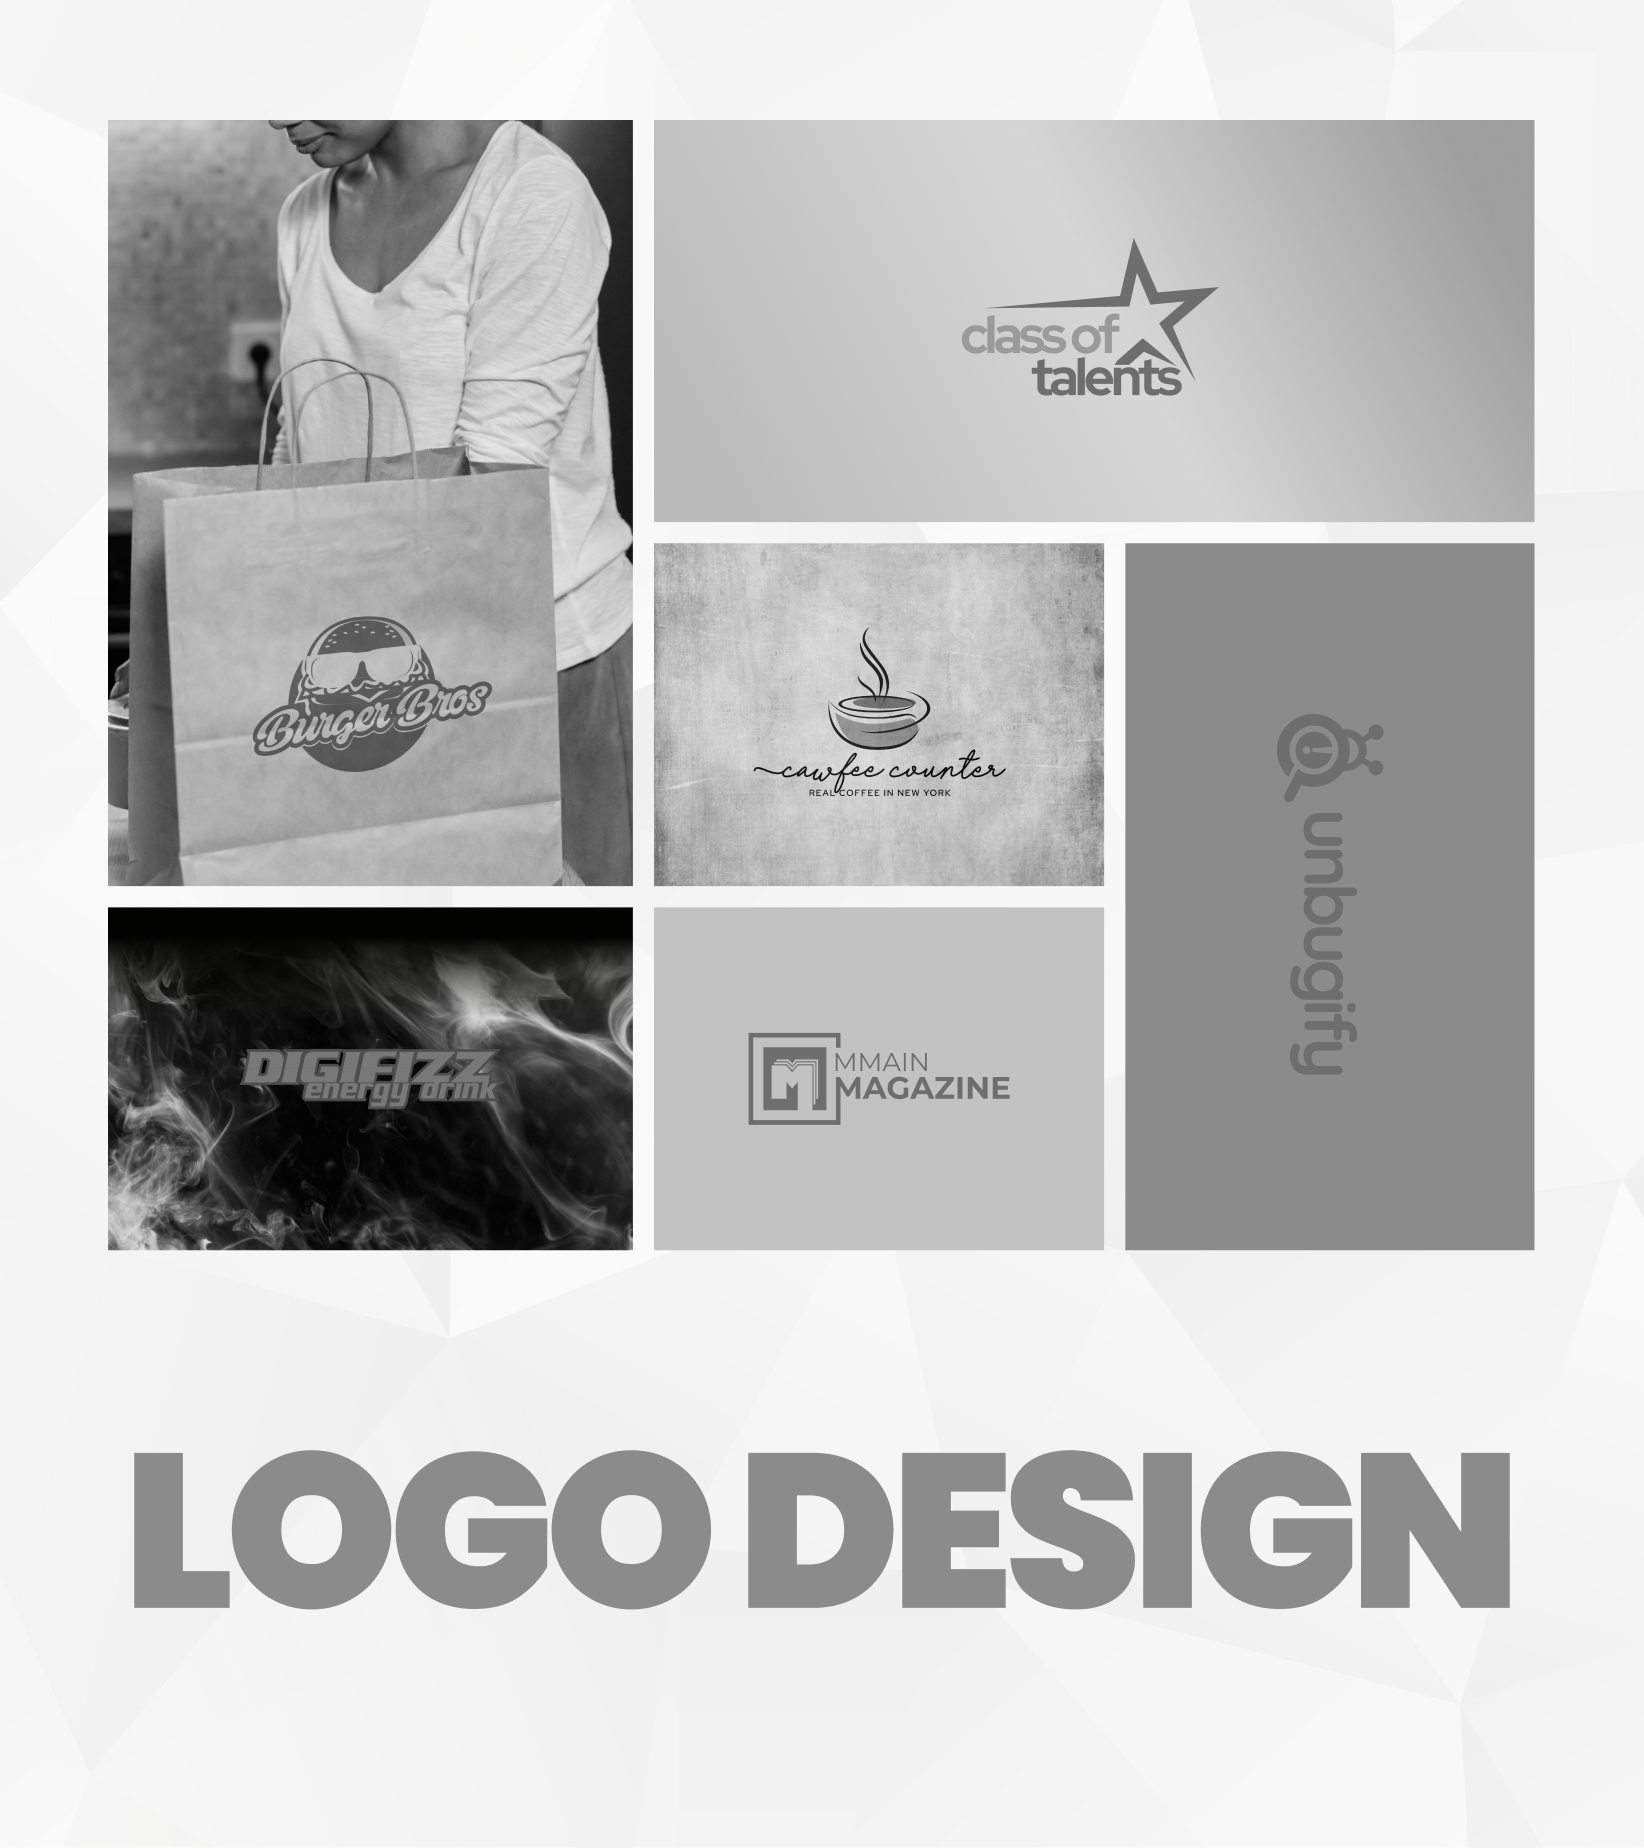 class of
talents
Burger Bros
cawfee counter
REAL COFFEE IN NEW YORK
unbugify
DIGIFIZZ
energy drink
MMAIN
MAGAZINE
LOGO DESIGN